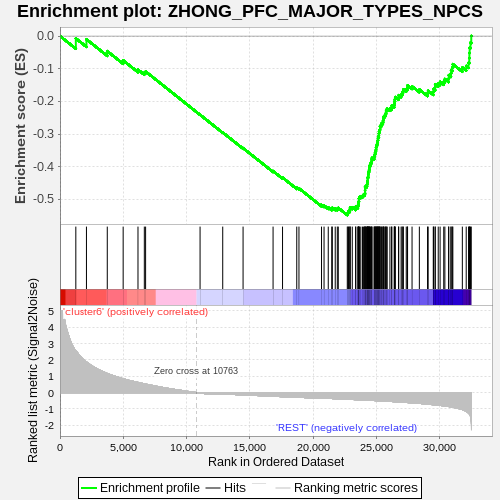 Enrichment plot: ZHONG_PFC_MAJOR_TYPES_NPCS
Enrichment score (ES)
0.0
-0.1
-0.2
-0.3
-0.4
-0.5
'cluster6' (positively correlated)
Ranked list metric (Signal2Noise)
5
4
3
2
1
0
-1
-2
Zero cross at 10763
'REST' (negatively correlated)
0
5,000
10,000
15,000
20,000
25,000
30,000
Rank in Ordered Dataset
Enrichment profile
Hits
Ranking metric scores